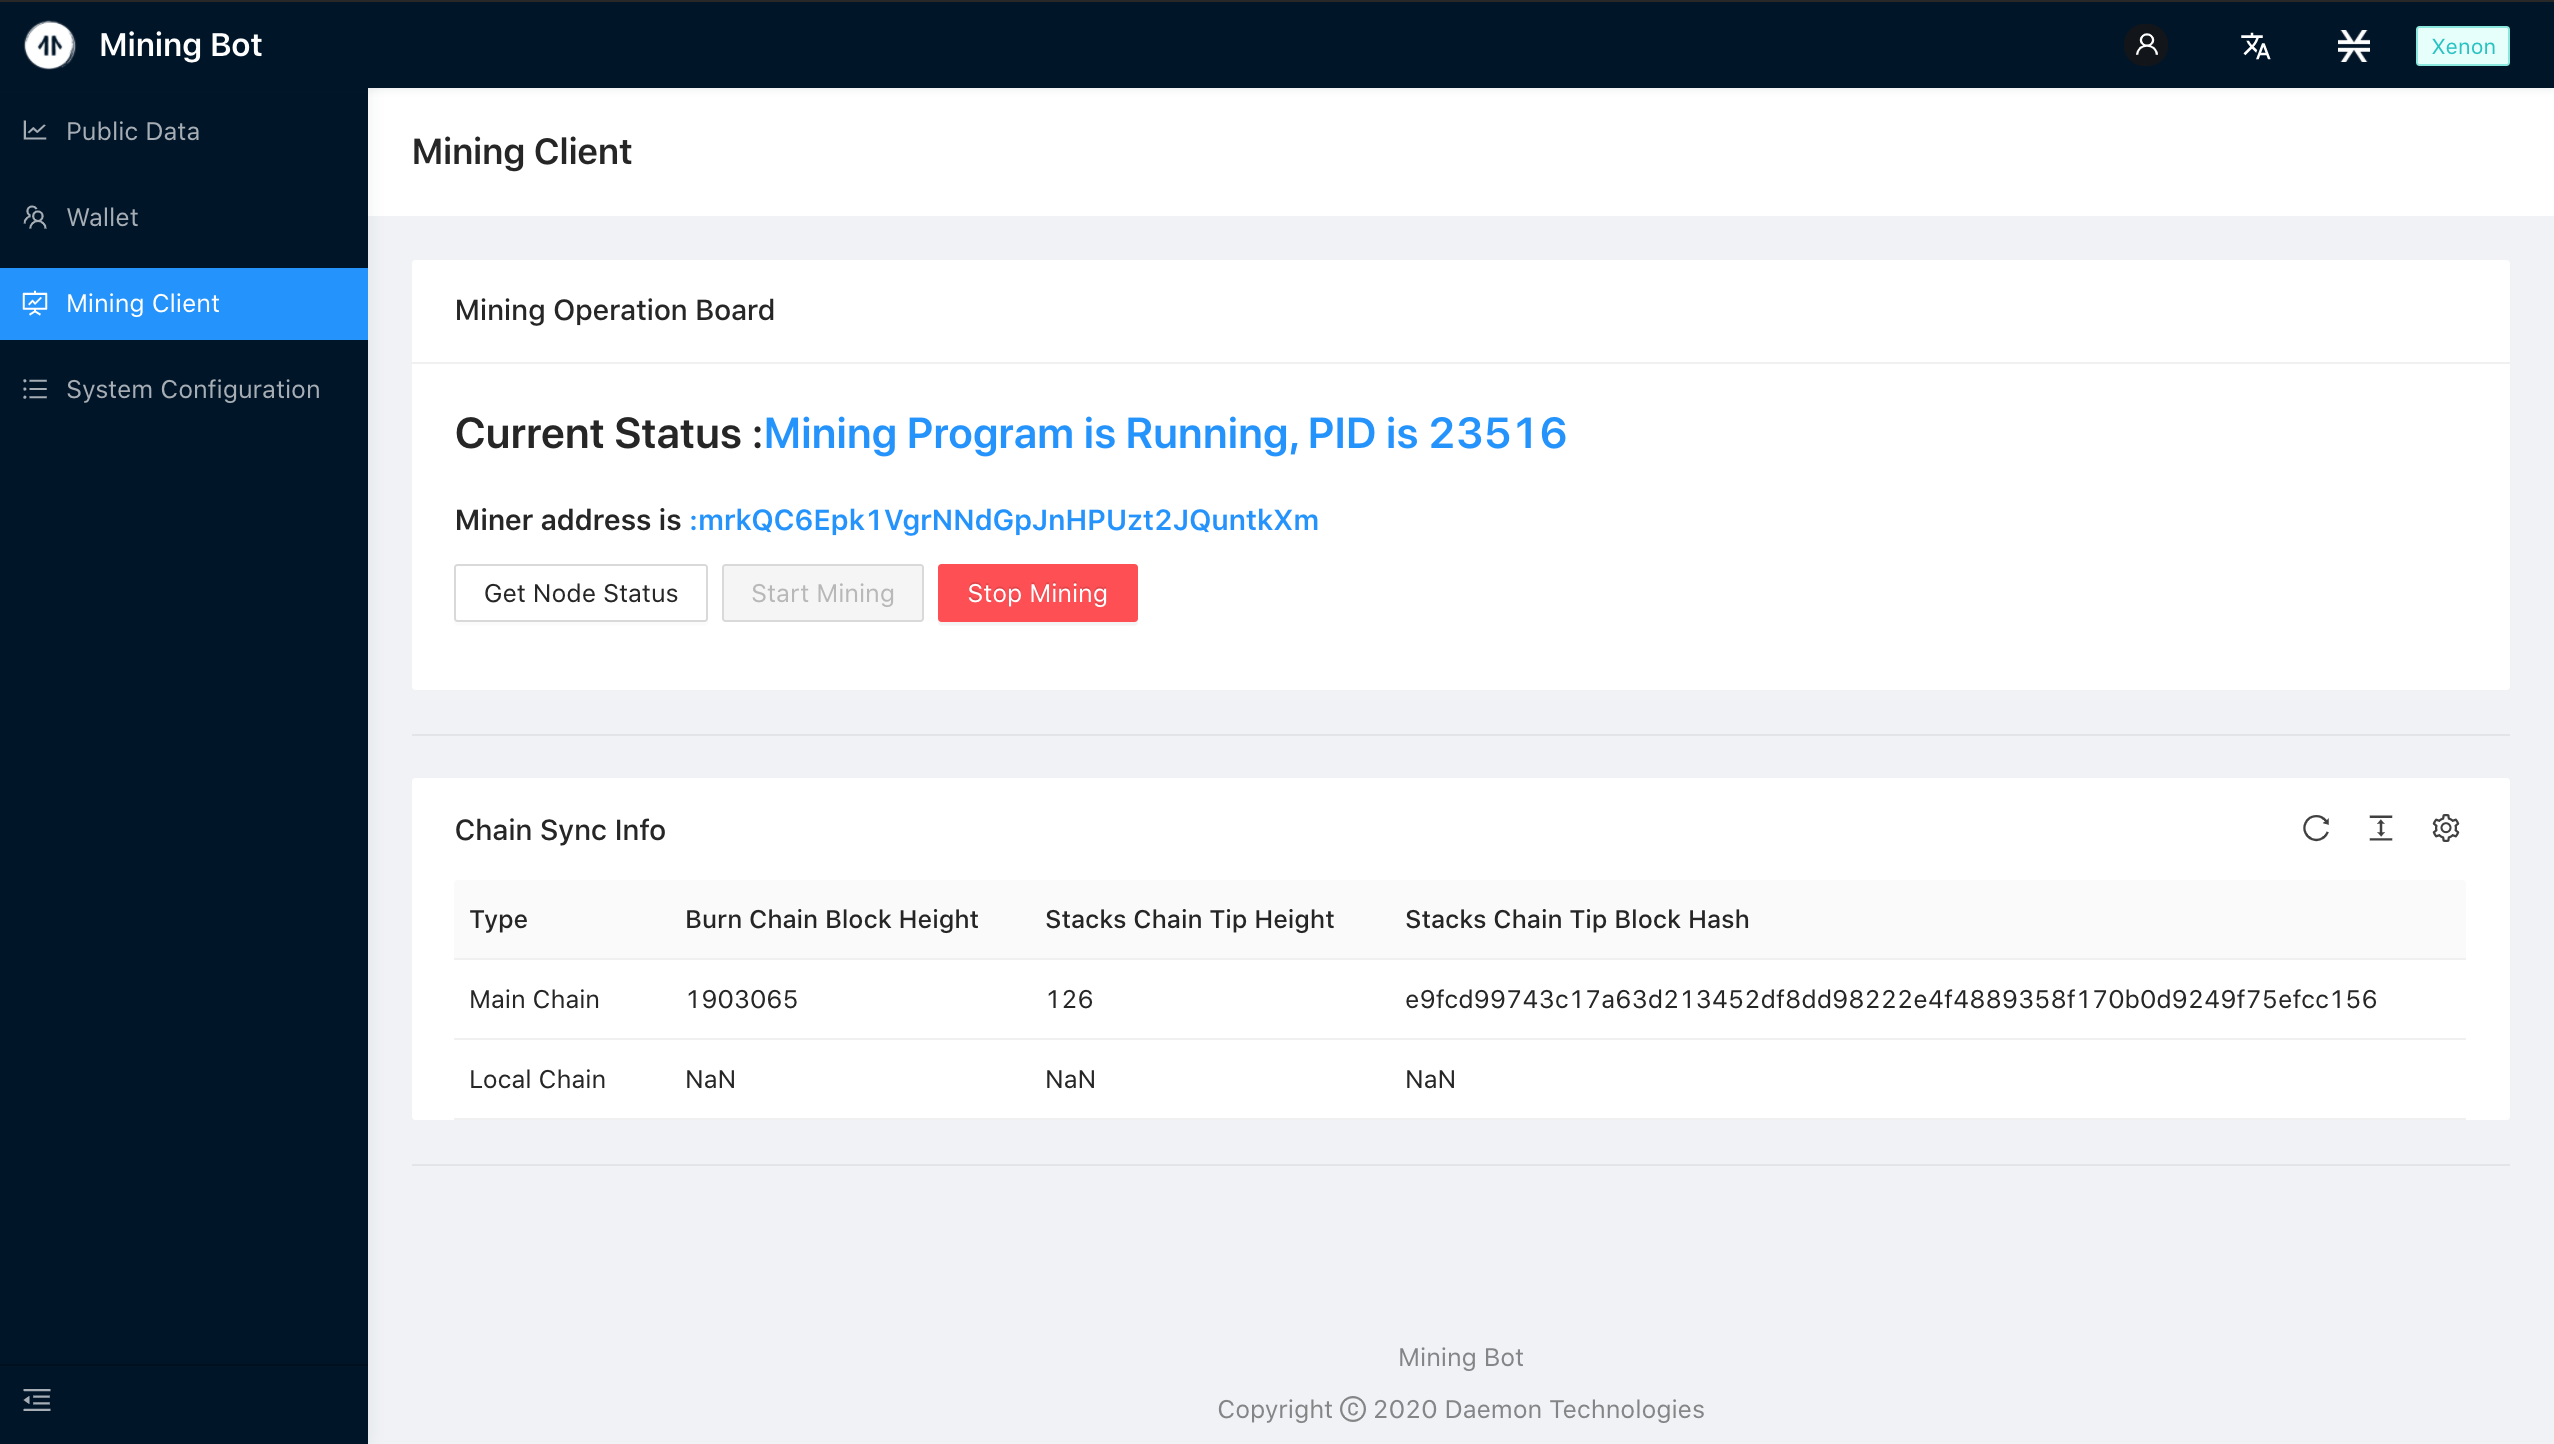 Mining Bot
Xenon
Public Data
Wallet
Mining Client
System Configuration
Mining Client
Mining Operation Board
Current Status :Mining Program is Running, PID is 23516
Miner address is :mrkQC6Epk1VgrNNdGpJnHPUzt2JQuntkXm
Get Node Status Start Mining Stop Mining
Chain Sync Info
Type Burn Chain Block Height Stacks Chain Tip Height Stacks Chain Tip Block Hash
Main Chain 1903065 126 e9fcd99743c17a63d213452df8dd98222e4f4889358f170b0d9249f75efcc156
Local Chain NaN NaN NaN
Mining Bot
Copyright © 2020 Daemon Technologies